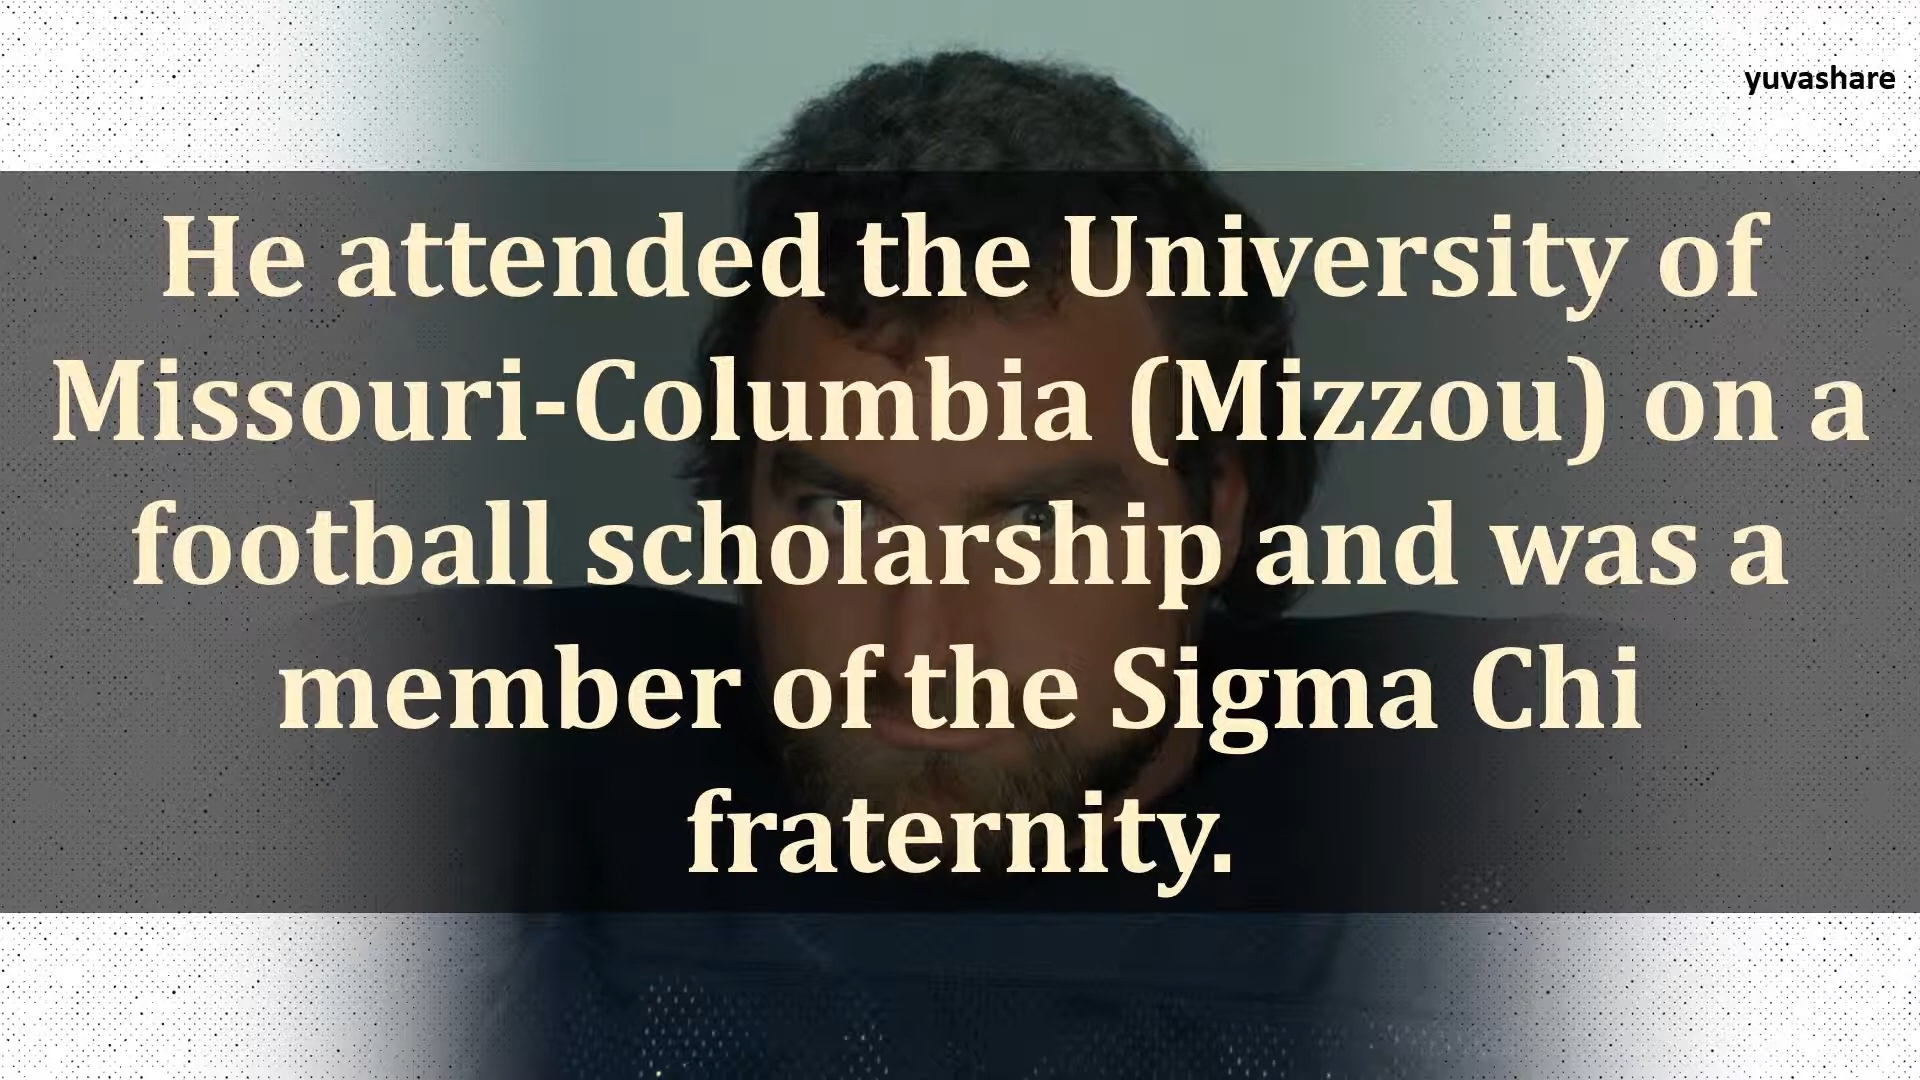 yuvashare
He attended the University of
Missouri-Columbia (Mizzou) on a
football scholarship and was a
member of the Sigma Chi
fraternity.